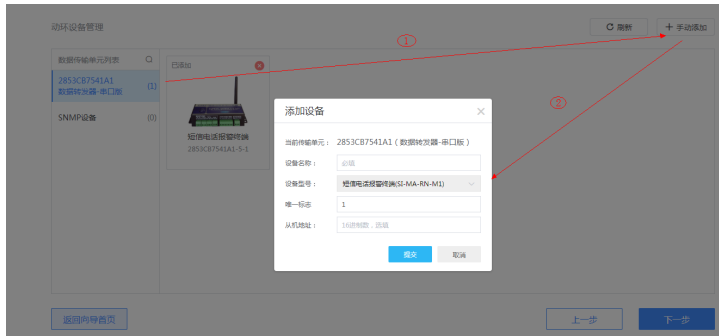 动环设备管理
刷新
手动添加
数据传输单元列表
2853CB7541A1
数据转发器-串口版
(1)
SNMP设备
(0)
已添加
短信电话报警终端
2853CB7541A1-5-1
①
②
添加设备
当前传输单元：
2853CB7541A1（数据转发器-串口版）
设备名称：
必填
设备型号：
短信电话报警终端(SI-MA-RN-M1)
唯一标志
1
从机地址：
16进制数，选填
提交
取消
返回向导首页
上一步
下一步